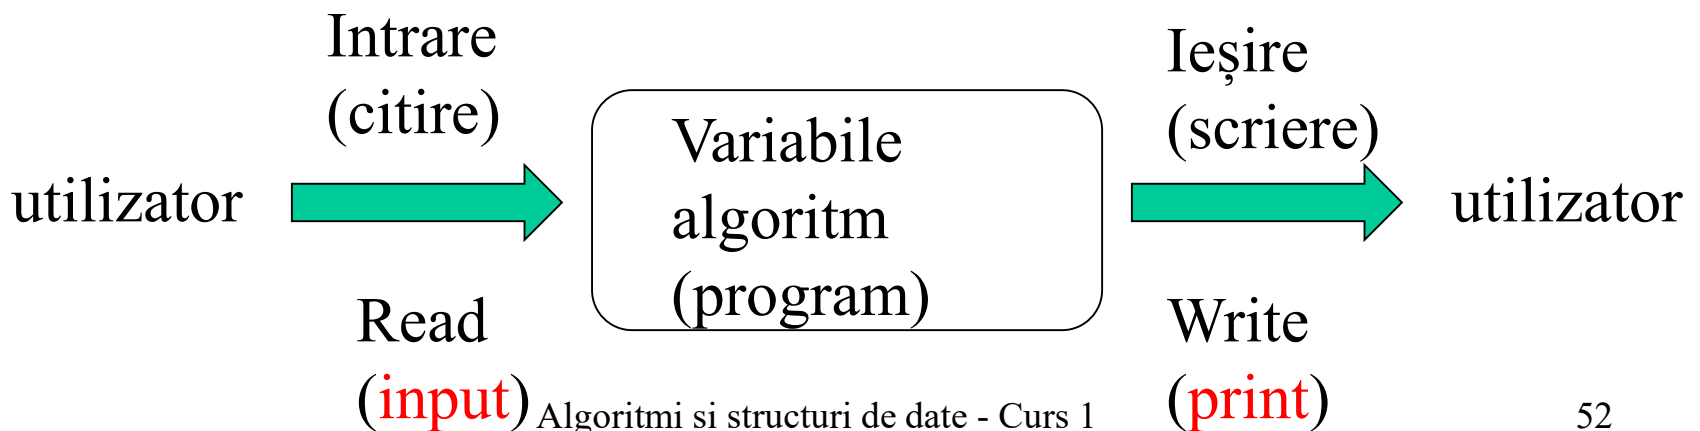 Intrare
(citire)
Ieșire
(scriere)
utilizator
Variabile
algoritm
(program)
utilizator
Read
(input)
Write
(print)
Algoritmi si structuri de date - Curs 1
52